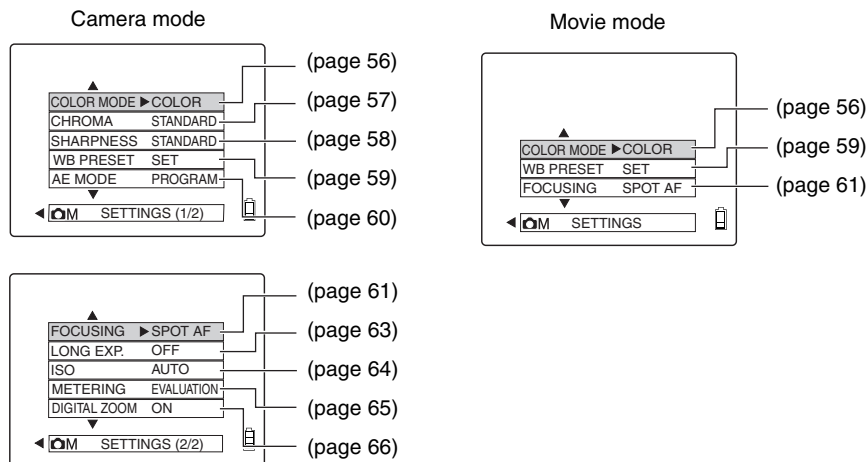 Camera mode
COLOR MODE ▶ COLOR (page 56)
CHROMA STANDARD (page 57)
SHARPNESS STANDARD (page 58)
WB PRESET SET (page 59)
AE MODE PROGRAM (page 60)
M SETTINGS (1/2)
FOCUSING ▶ SPOT AF (page 61)
LONG EXP. OFF (page 63)
ISO AUTO (page 64)
METERING EVALUATION (page 65)
DIGITAL ZOOM ON (page 66)
M SETTINGS (2/2)
Movie mode
COLOR MODE ▶ COLOR (page 56)
WB PRESET SET (page 59)
FOCUSING SPOT AF (page 61)
M SETTINGS